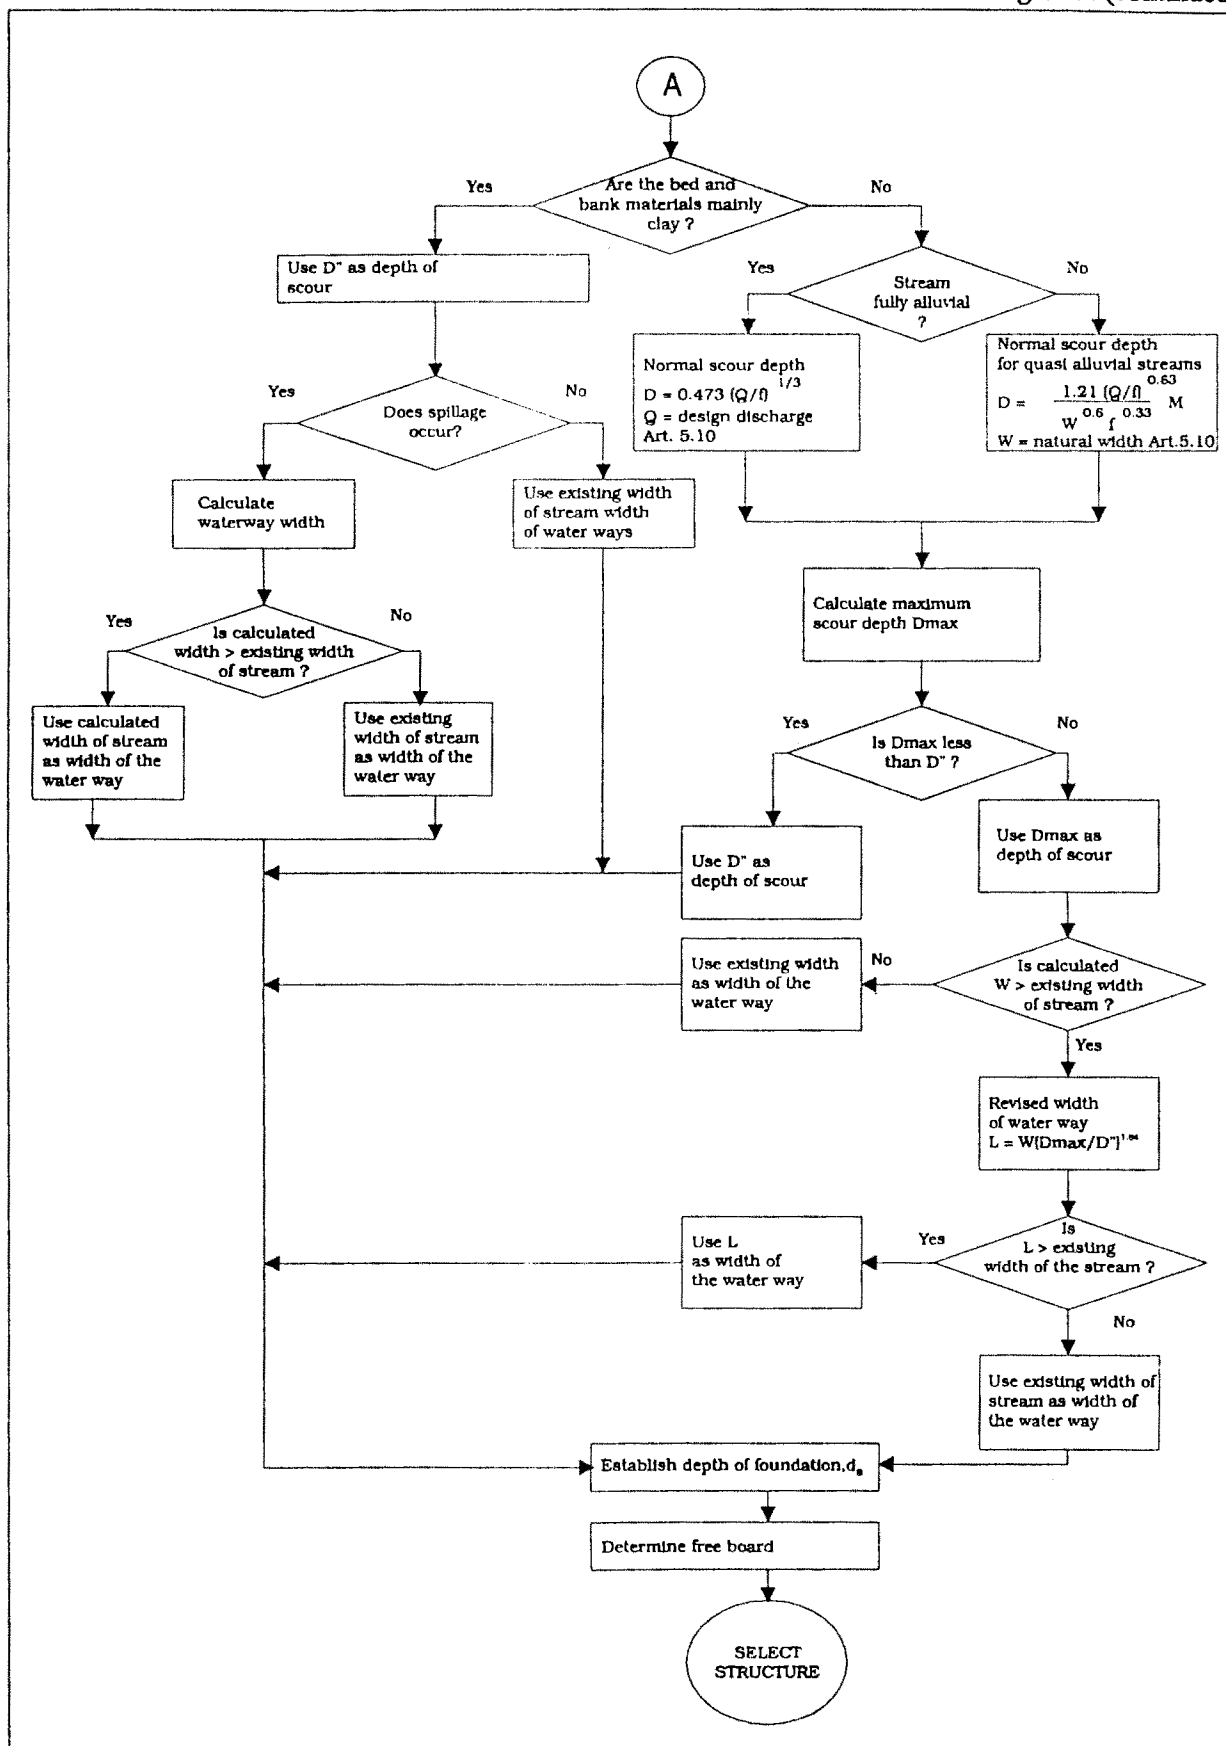 A
Are the bed and
bank materials mainly
clay ?
Yes
No
Use D" as depth of
scour
Yes
No
Stream
fully alluvial
?
Normal scour depth
D = 0.473 (Q/f)^1/3
Q = design discharge
Art. 5.10
Normal scour depth
for quasi alluvial streams
D = 1.21 (Q/f)^0.63 / W^0.6 f^0.33 M
W = natural width Art.5.10
Yes
No
Does spillage
occur?
Calculate
waterway width
Use existing width
of stream width
of water ways
Calculate maximum
scour depth Dmax
Yes
No
Is calculated
width > existing width
of stream ?
Use calculated
width of stream
as width of the
water way
Use existing
width of stream
as width of the
water way
Yes
No
Is Dmax less
than D" ?
Use D" as
depth of scour
Use Dmax as
depth of scour
Use existing width
as width of the
water way
No
Is calculated
W > existing width
of stream ?
Yes
Revised width
of water way
L = W{Dmax/D"}
Use L
as width of
the water way
Yes
Is
L > existing
width of the stream ?
No
Use existing width of
stream as width of
the water way
Establish depth of foundation,ds
Determine free board
SELECT
STRUCTURE